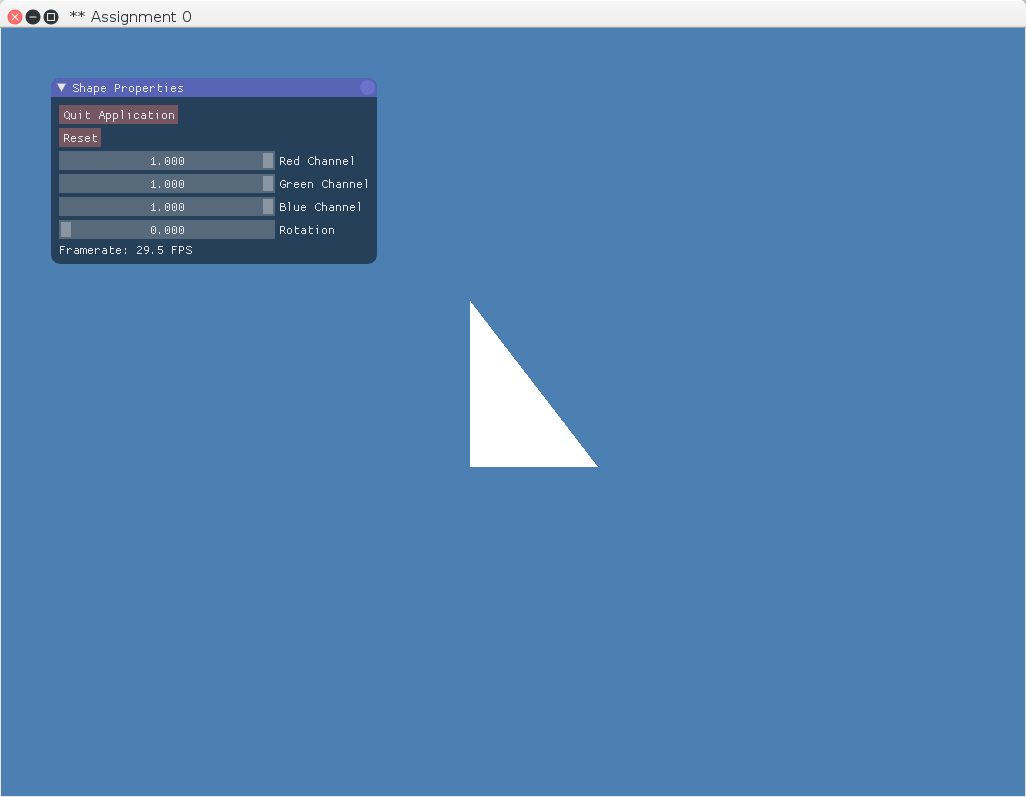 ** Assignment 0
Shape Properties
Quit Application
Reset
1.000 Red Channel
1.000 Green Channel
1.000 Blue Channel
0.000 Rotation
Framerate: 29.5 FPS